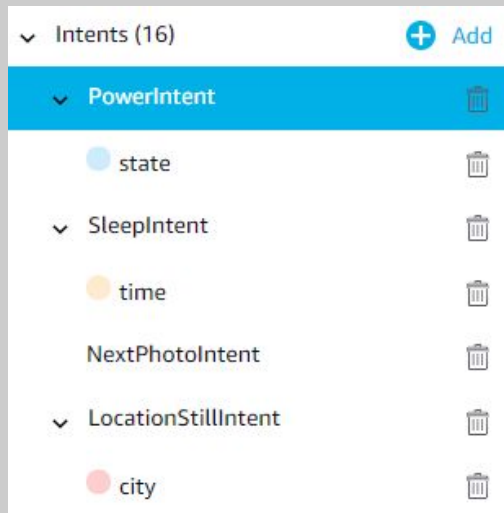 Intents (16) Add
PowerIntent
state
SleepIntent
time
NextPhotoIntent
LocationStillIntent
city